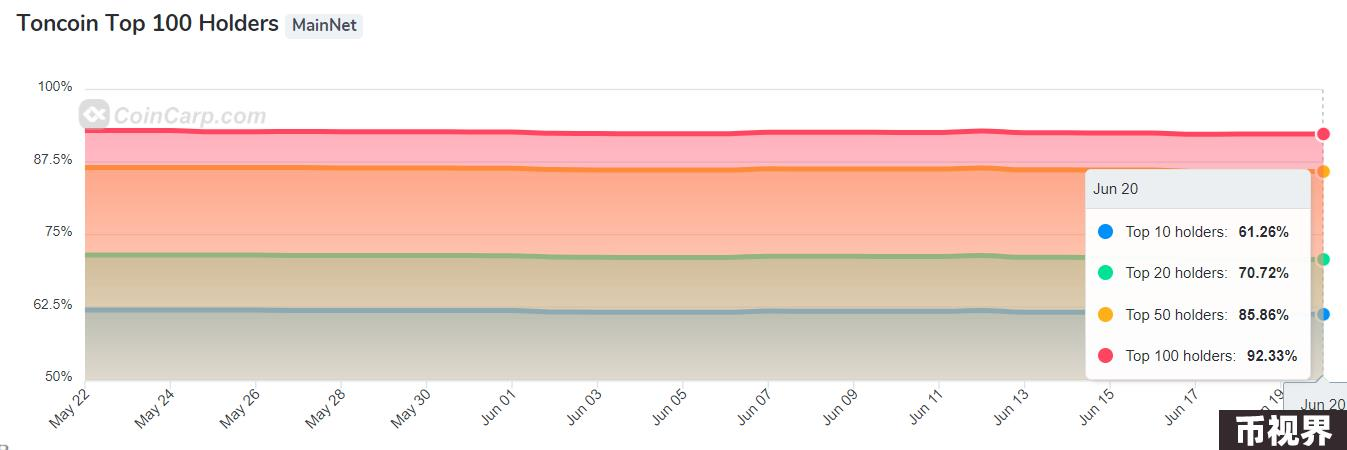 Toncoin Top 100 Holders MainNet
100%
CoinCarp.com
87.5%
75%
62.5%
50%
Jun 20
Top 10 holders: 61.26%
Top 20 holders: 70.72%
Top 50 holders: 85.86%
Top 100 holders: 92.33%
May 22 May 24 May 26 May 28 May 30 Jun 01 Jun 03 Jun 05 Jun 07 Jun 09 Jun 11 Jun 13 Jun 15 Jun 17 19 Jun 20
币视界